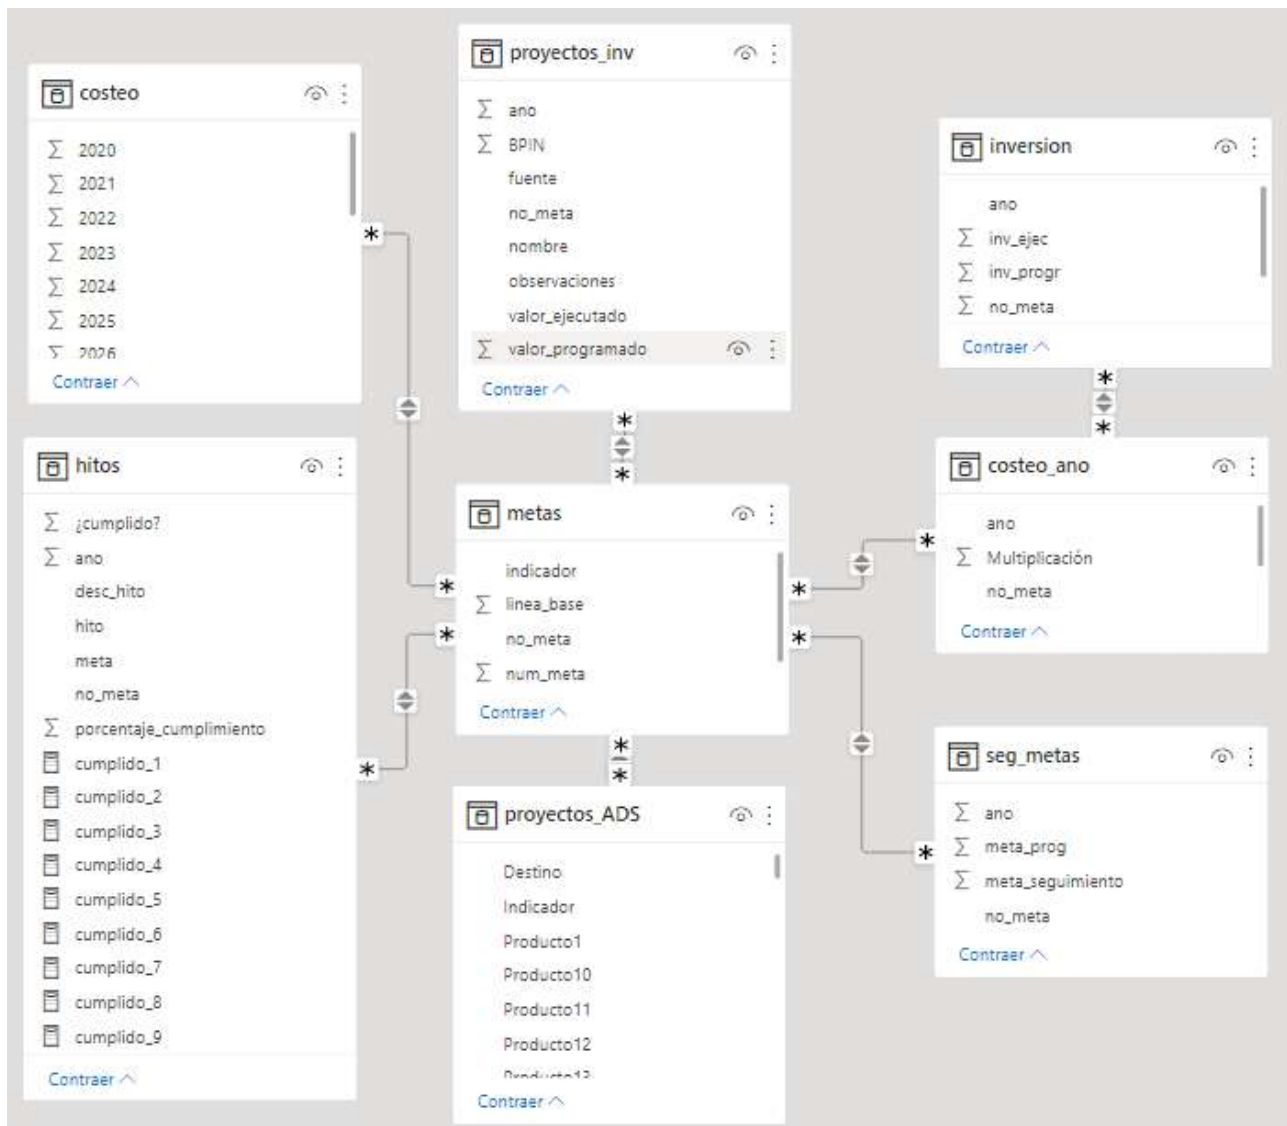 costeo
2020
2021
2022
2023
2024
2025
2026
Contraer
proyectos_inv
ano
BPIN
fuente
no_meta
nombre
observaciones
valor_ejecutado
valor_programado
Contraer
inversion
ano
inv_ejec
inv_progr
no_meta
Contraer
hitos
¿cumplido?
ano
desc_hito
hito
meta
no_meta
porcentaje_cumplimiento
cumplido_1
cumplido_2
cumplido_3
cumplido_4
cumplido_5
cumplido_6
cumplido_7
cumplido_8
cumplido_9
Contraer
metas
indicador
linea_base
no_meta
num_meta
Contraer
costeo_ano
ano
Multiplicación
no_meta
Contraer
proyectos_ADS
Destino
Indicador
Producto1
Producto10
Producto11
Producto12
Producto13
Contraer
seg_metas
ano
meta_prog
meta_seguimiento
no_meta
Contraer